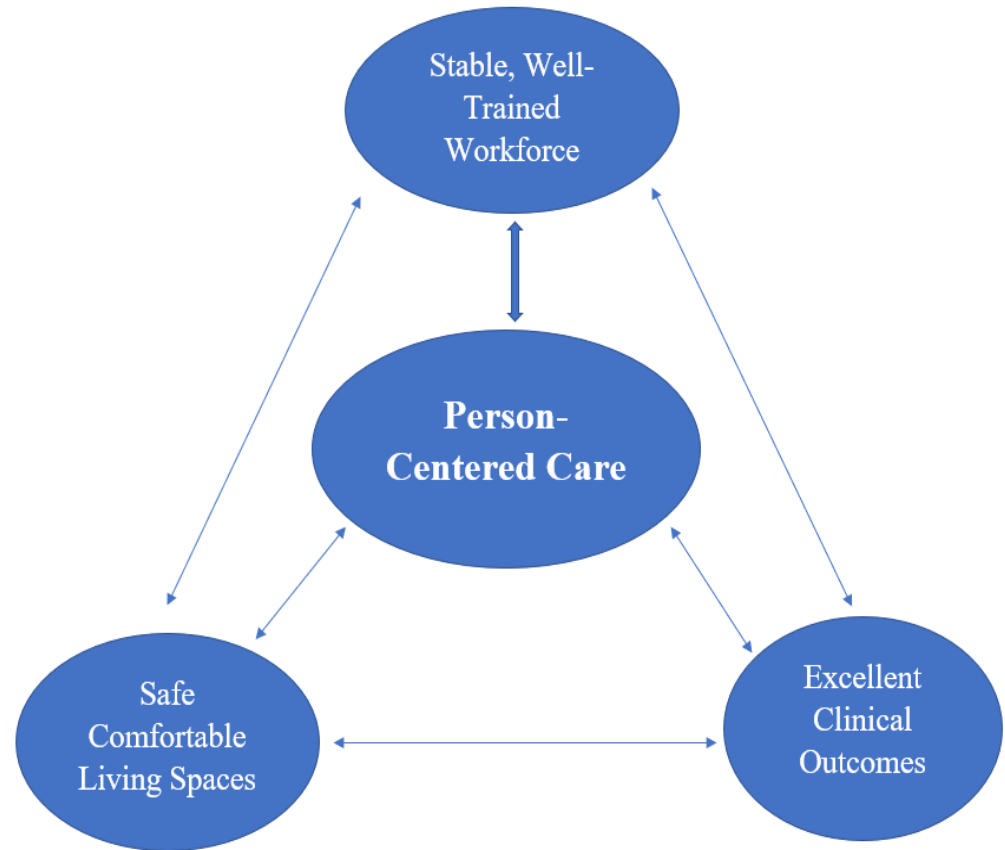 Stable, Well-
Trained
Workforce
Person-
Centered Care
Safe
Comfortable
Living Spaces
Excellent
Clinical
Outcomes